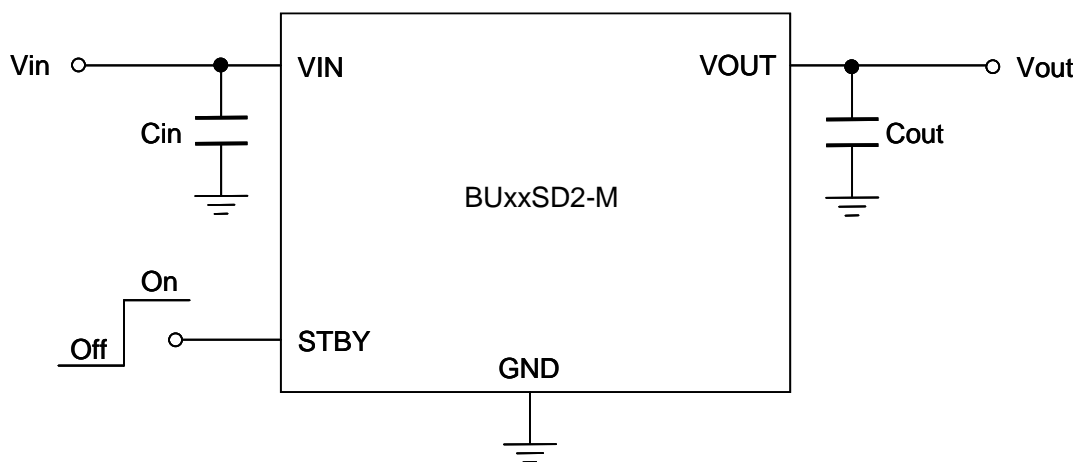 Vin
VIN
VOUT
Vout
Cin
Cout
BUxxSD2-M
On
Off
STBY
GND